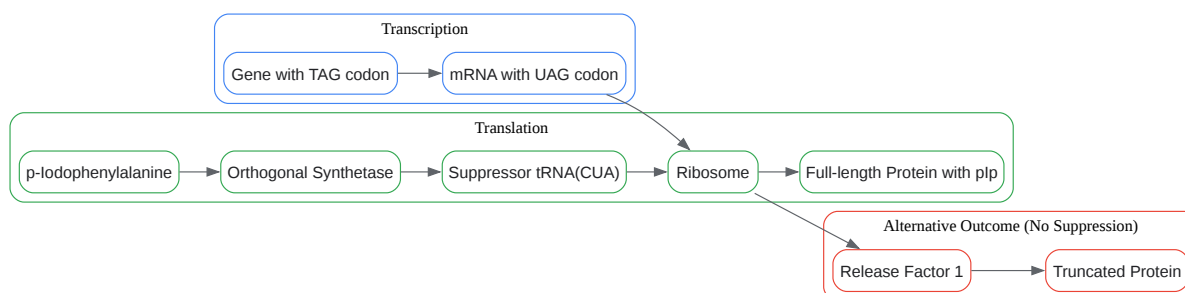 Transcription
Gene with TAG codon
mRNA with UAG codon
Translation
p-Iodophenylalanine
Orthogonal Synthetase
Suppressor tRNA(CUA)
Ribosome
Full-length Protein with pIp
Alternative Outcome (No Suppression)
Release Factor 1
Truncated Protein